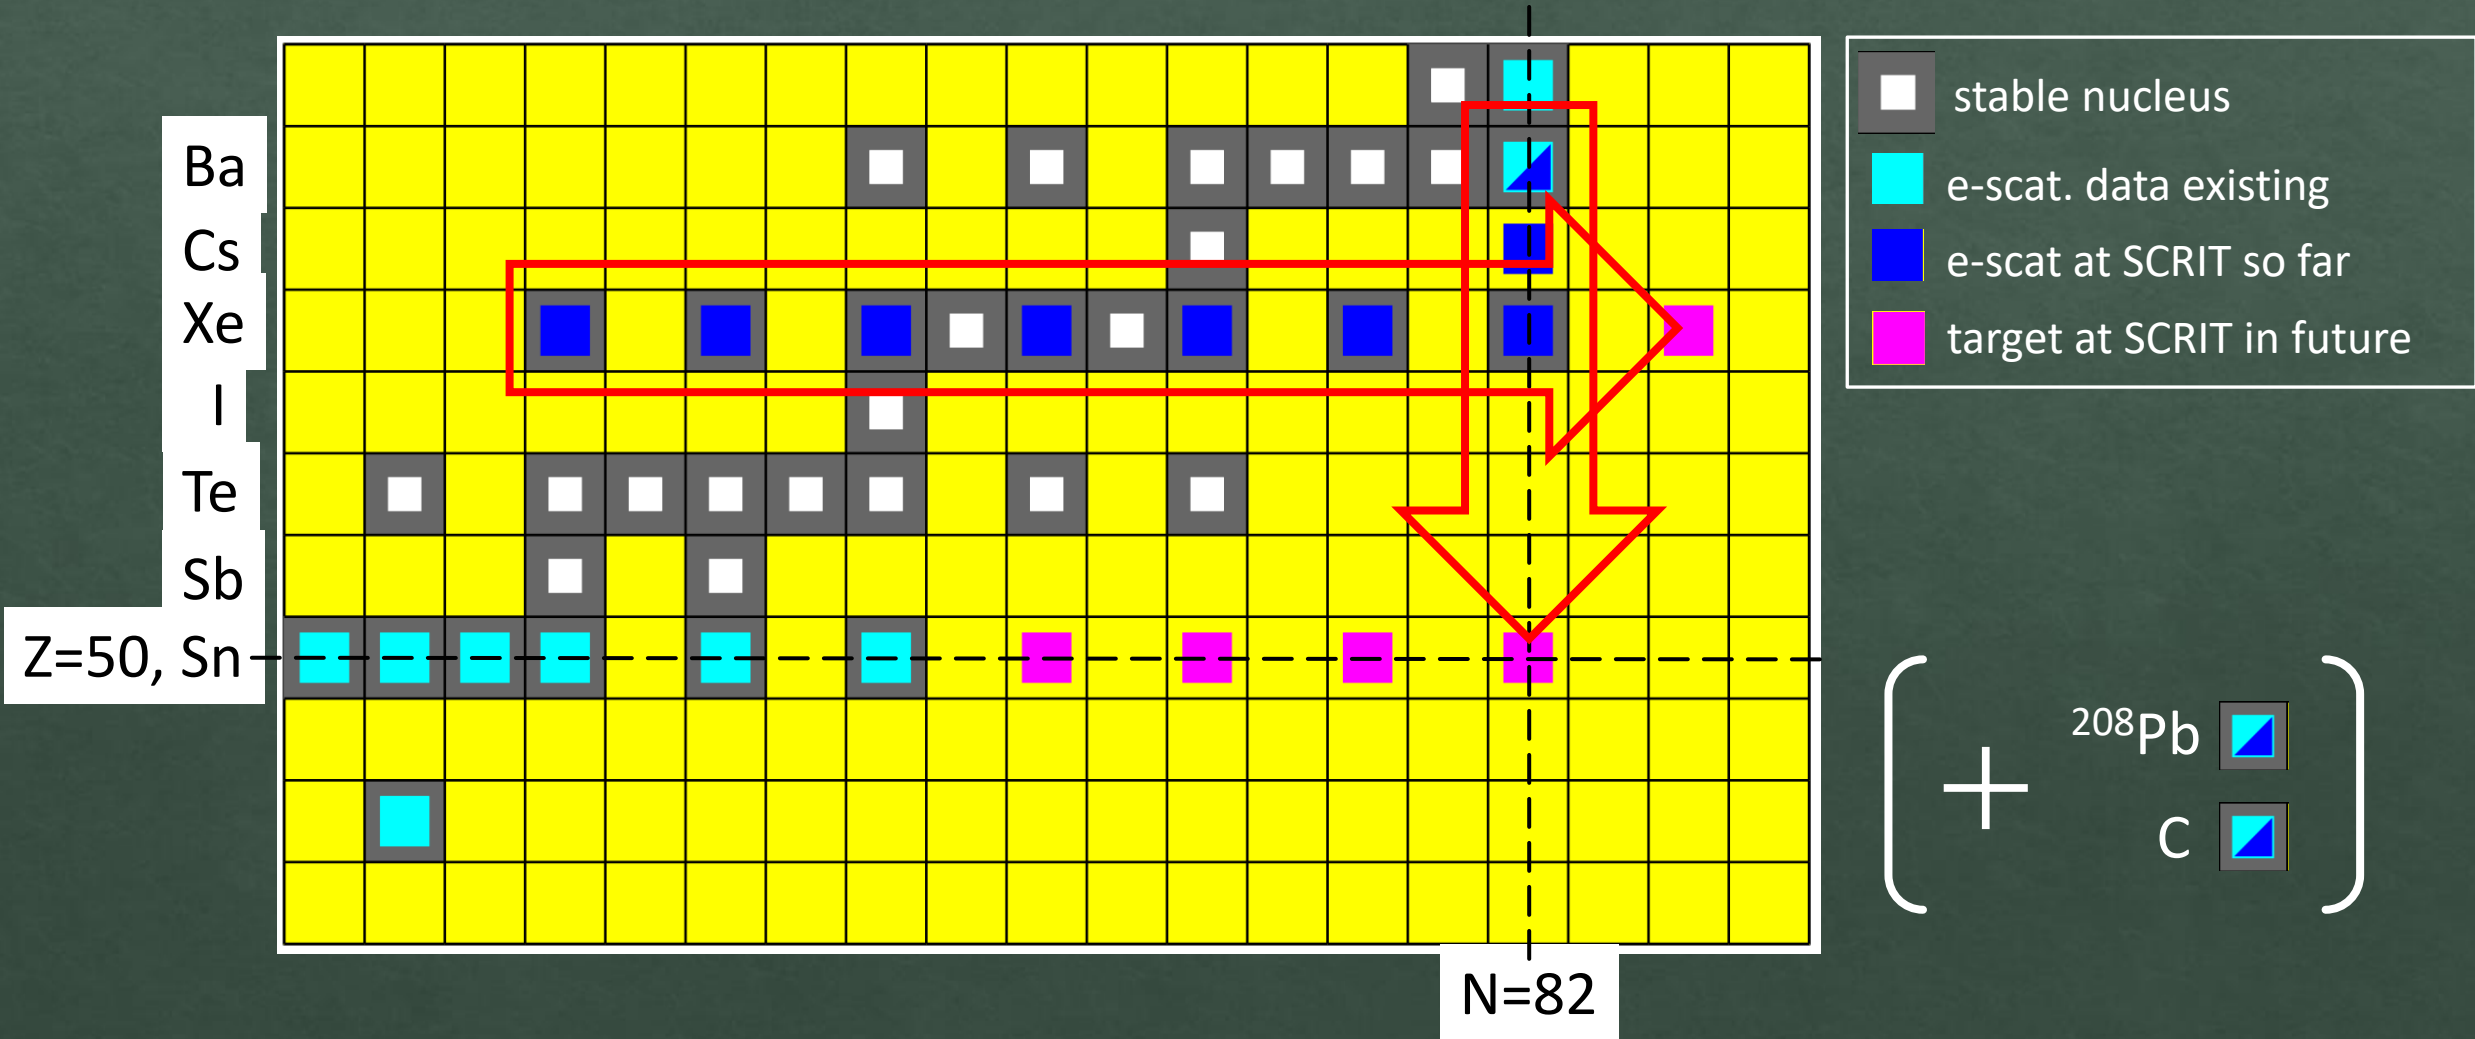 Ba
Cs
Xe
I
Te
Sb
Z=50, Sn
N=82
stable nucleus
e-scat. data existing
e-scat at SCRIT so far
target at SCRIT in future
+
²⁰⁸Pb
C